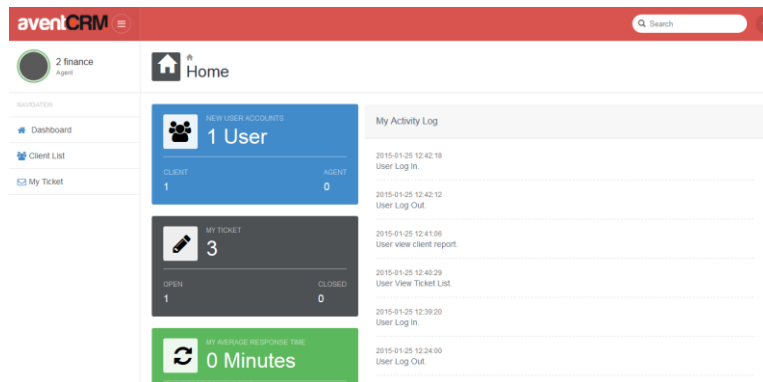 aventCRM
Search
2 finance
Agent
Home
NAVIGATION
Dashboard
Client List
My Ticket
NEW USER ACCOUNTS
1 User
CLIENT AGENT
1 0
MY TICKET
3
OPEN CLOSED
1 0
MY AVERAGE RESPONSE TIME
0 Minutes
My Activity Log
2015-01-25 12:42:18
User Log In.
2015-01-25 12:42:12
User Log Out.
2015-01-25 12:41:06
User view client report.
2015-01-25 12:40:29
User View Ticket List.
2015-01-25 12:39:20
User Log In.
2015-01-25 12:24:00
User Log Out.